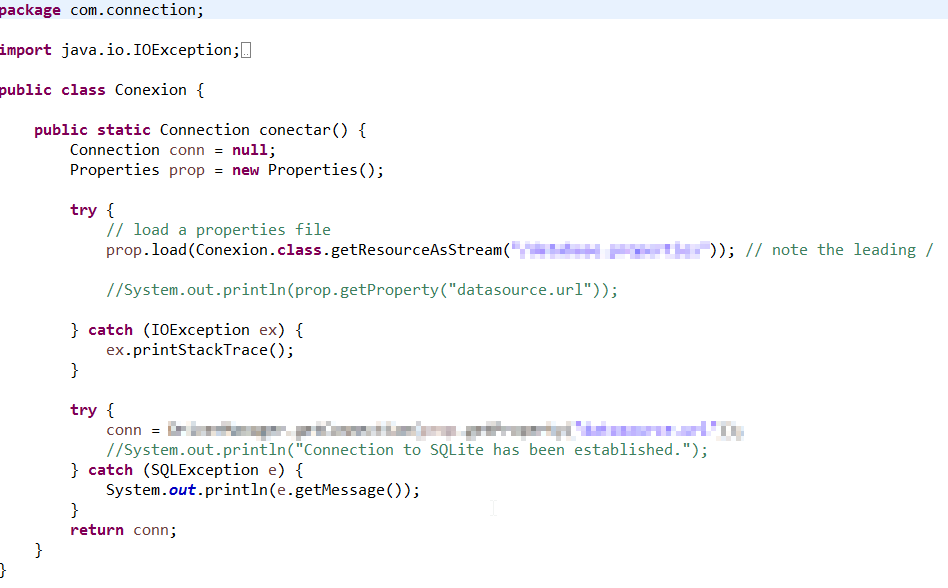 package com.connection;
import java.io.IOException;
public class Conexion {
public static Connection conectar() {
Connection conn = null;
Properties prop = new Properties();
try {
// load a properties file
prop.load(Conexion.class.getResourceAsStream( )); // note the leading /
//System.out.println(prop.getProperty("datasource.url"));
} catch (IOException ex) {
ex.printStackTrace();
}
try {
conn =
//System.out.println("Connection to SQLite has been established.");
} catch (SQLException e) {
System.out.println(e.getMessage());
}
return conn;
}
}